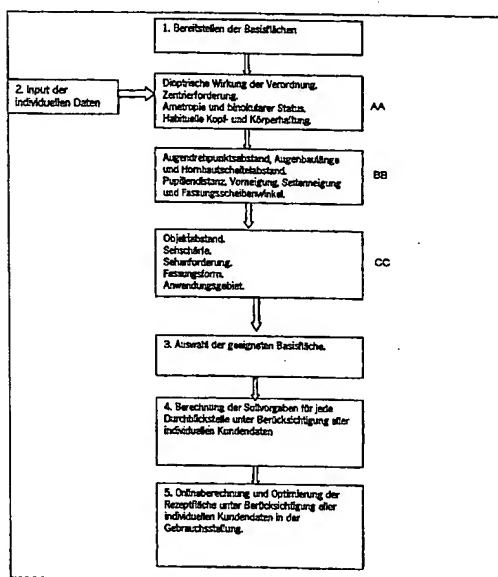 1. Bereitstellen der Basisflächen
2. Input der
individuellen Daten
Dioptrische Wirkung der Verordnung.
Zentrierforderung.
Ametropie und binokularer Status.
Habituelle Kopf- und Körperhaltung.
AA
Augendrehpunktsabstand, Augenbaulänge
und Hornhautscheitelabstand.
Pupillendistanz, Vorneigung, Seitenneigung
und Fassungsscheibenwinkel.
BB
Objektabstand.
Sehschärfe.
Sehanforderung.
Fassungsform.
Anwendungsgebiet.
CC
3. Auswahl der geeigneten Basisfläche.
4. Berechnung der Sollvorgaben für jede
Durchblickstelle unter Berücksichtigung aller
individuellen Kundendaten
5. Onlineberechnung und Optimierung der
Rezeptfläche unter Berücksichtigung aller
individuellen Kundendaten in der
Gebrauchsstellung.